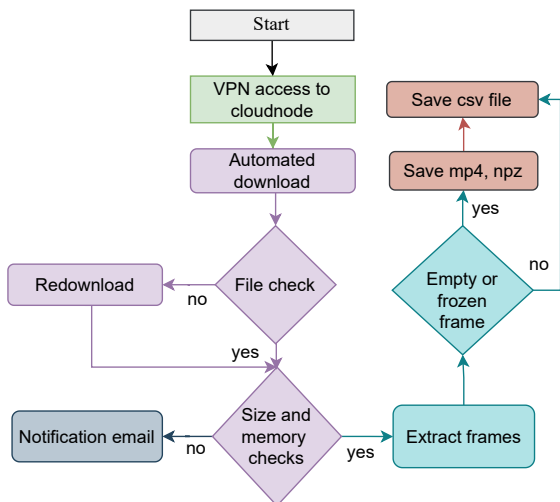 Start
VPN access to
cloudnode
Automated
download
File check
no
Redownload
yes
Size and
memory
checks
no
Notification email
yes
Extract frames
Empty or
frozen
frame
yes
no
Save mp4, npz
Save csv file